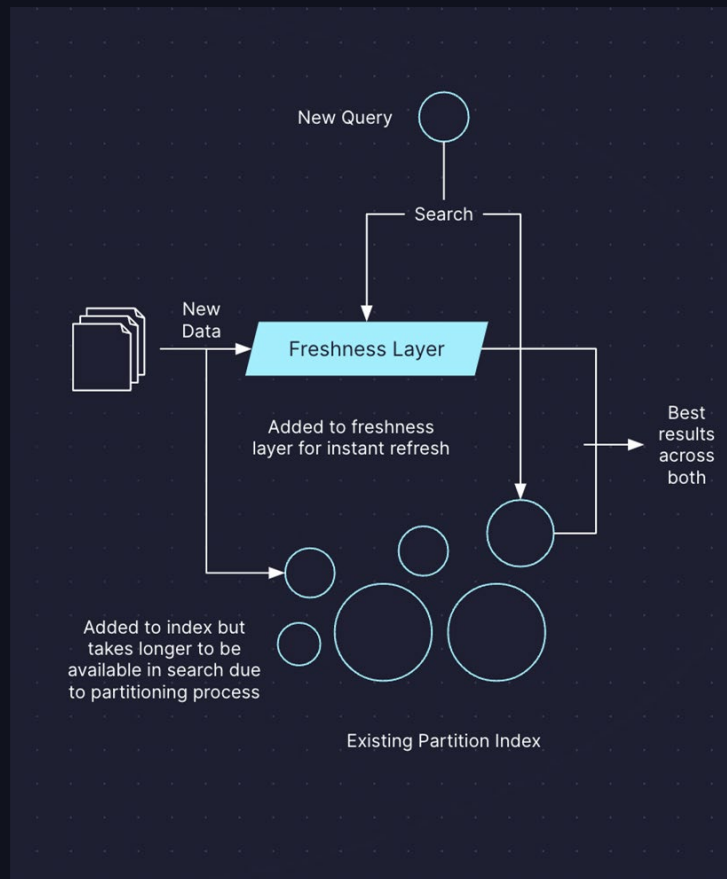 New Query
Search
New
Data
Freshness Layer
Added to freshness
layer for instant refresh
Best
results
across
both
Added to index but
takes longer to be
available in search due
to partitioning process
Existing Partition Index